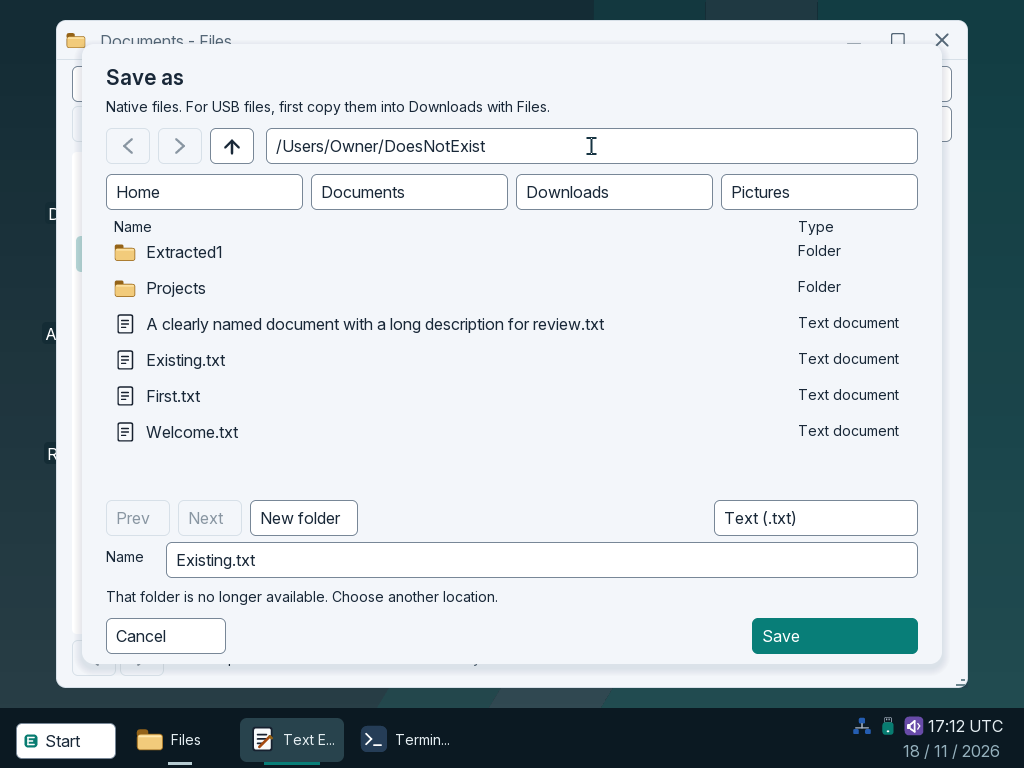 Documents - Files
Save as
Native files. For USB files, first copy them into Downloads with Files.
/Users/Owner/DoesNotExist
Home Documents Downloads Pictures
Name Type
Extracted1 Folder
Projects Folder
A clearly named document with a long description for review.txt Text document
Existing.txt Text document
First.txt Text document
Welcome.txt Text document
Prev Next New folder Text (.txt)
Name Existing.txt
That folder is no longer available. Choose another location.
Cancel Save
Start Files Text E... Termin... 17:12 UTC
18 / 11 / 2026